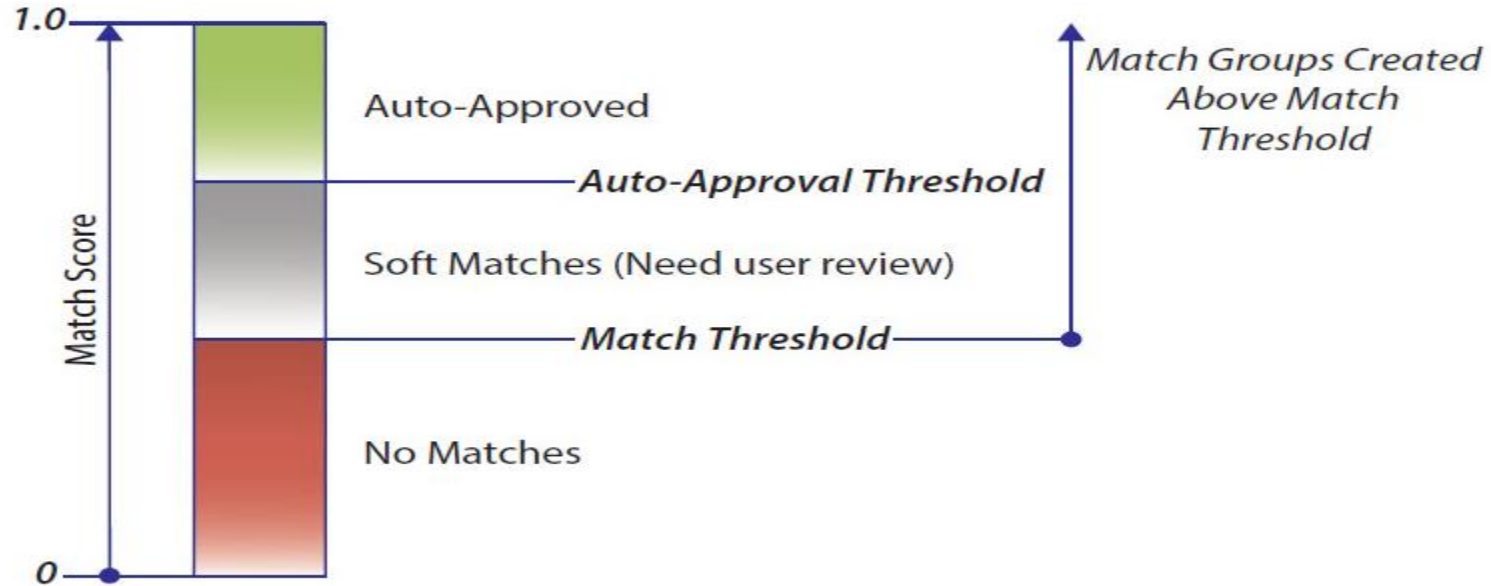 1.0
Match Groups Created
Above Match
Threshold
Auto-Approved
Auto-Approval Threshold
Match Score
Soft Matches (Need user review)
Match Threshold
No Matches
0